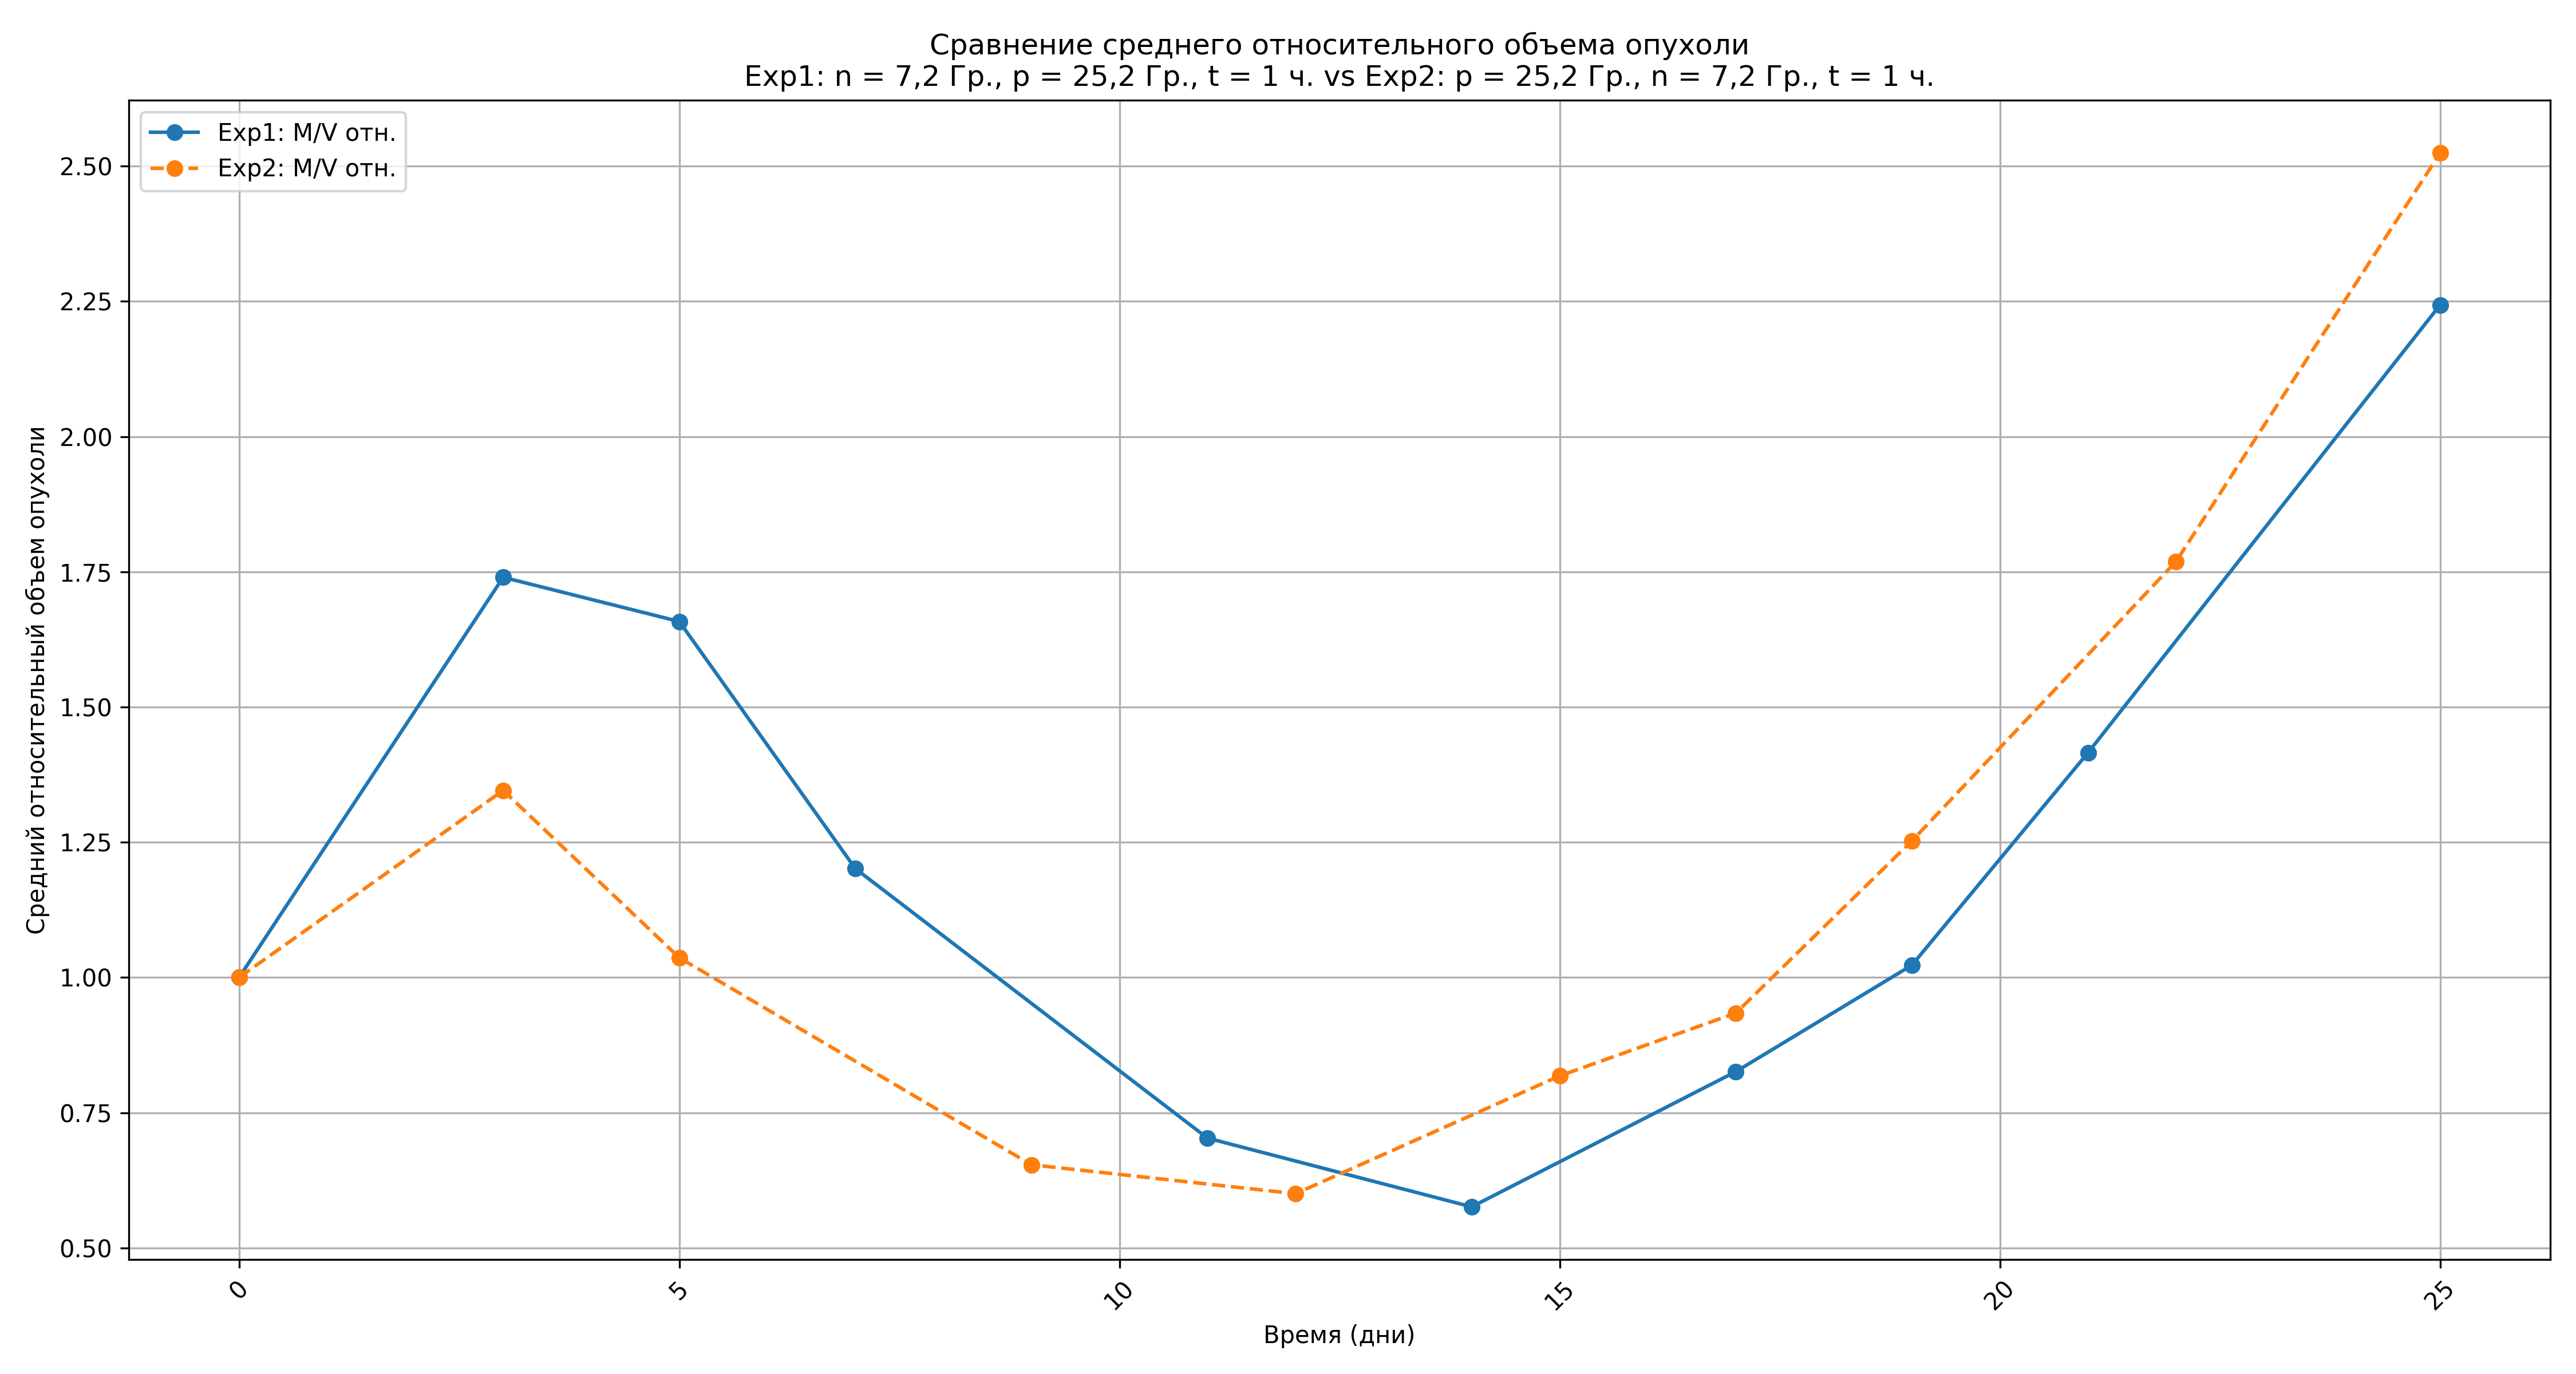 Сравнение среднего относительного объема опухоли
Exp1: n = 7,2 Гр., p = 25,2 Гр., t = 1 ч. vs Exp2: p = 25,2 Гр., n = 7,2 Гр., t = 1 ч.
Exp1: M/V отн.
Exp2: M/V отн.
Средний относительный объем опухоли
2.50
2.25
2.00
1.75
1.50
1.25
1.00
0.75
0.50
0
5
10
15
20
25
Время (дни)